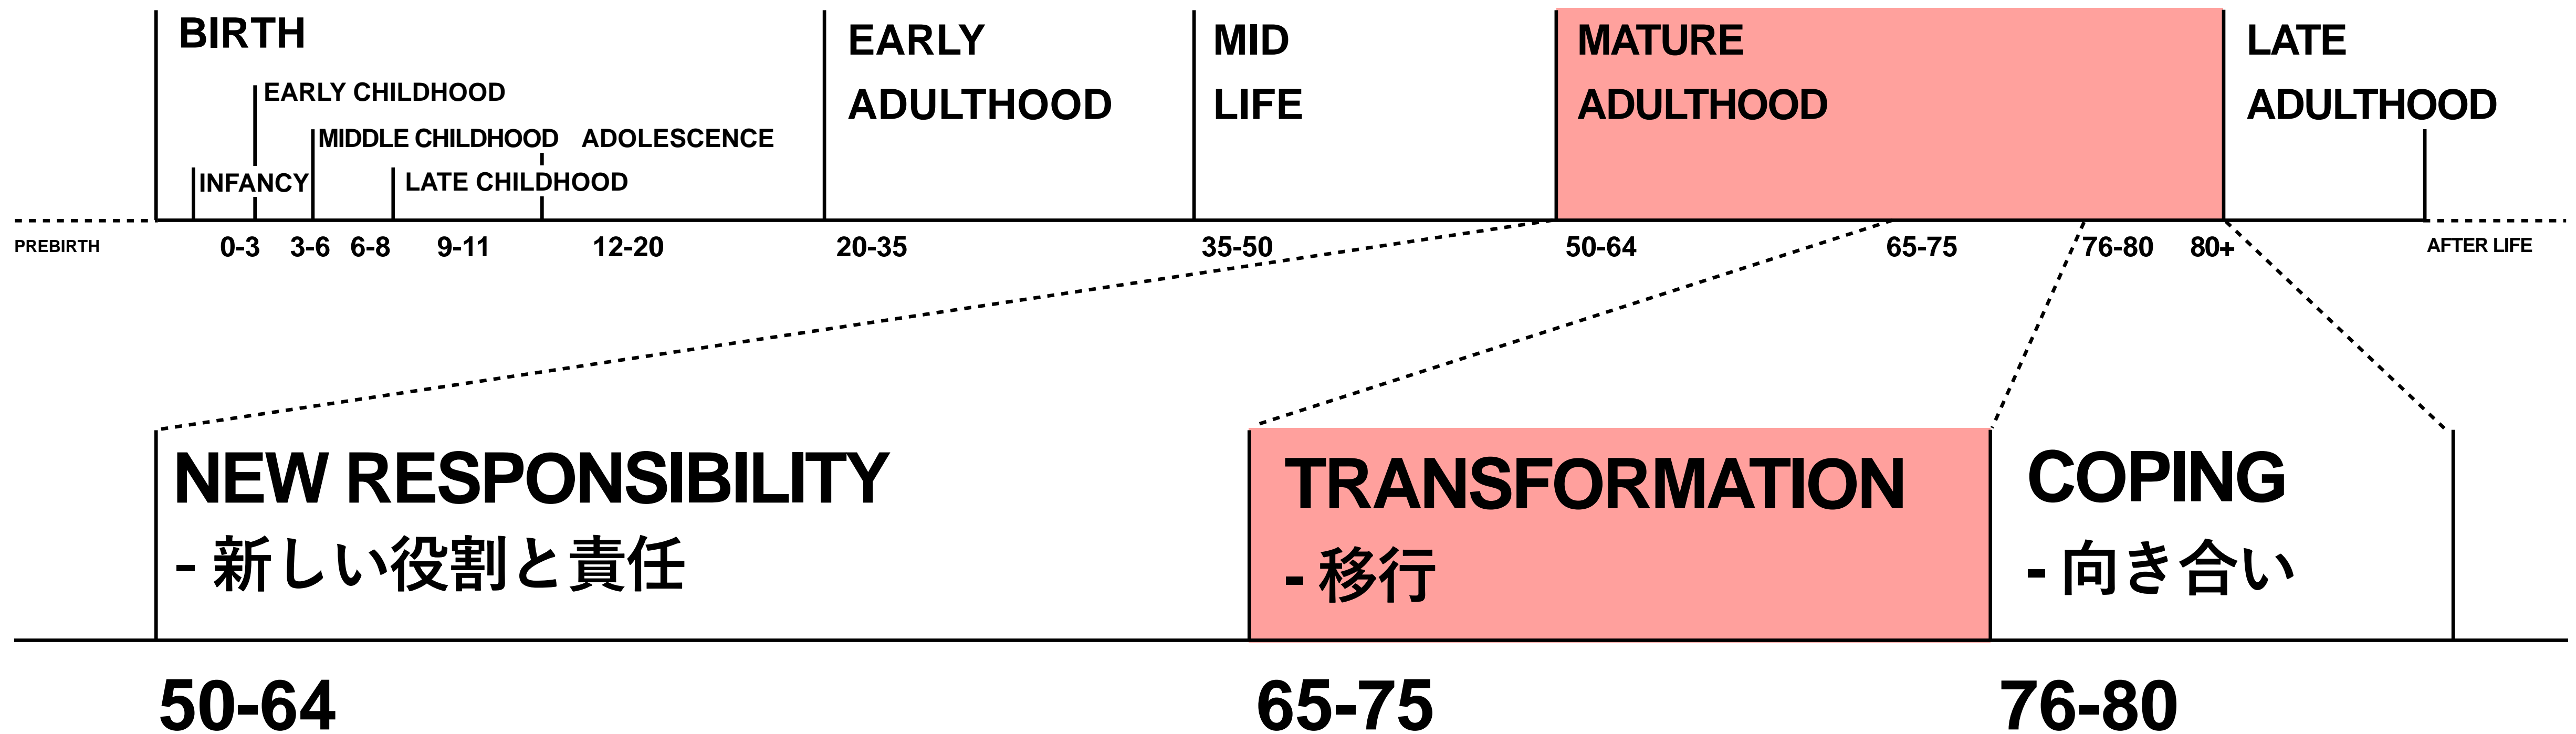 BIRTH
EARLY
ADULTHOOD
MID
LIFE
MATURE
ADULTHOOD
LATE
ADULTHOOD
EARLY CHILDHOOD
MIDDLE CHILDHOOD
ADOLESCENCE
INFANCY
LATE CHILDHOOD
PREBIRTH
0-3
3-6
6-8
9-11
12-20
20-35
35-50
50-64
65-75
76-80
80+
AFTER LIFE
NEW RESPONSIBILITY
- 新しい役割と責任
TRANSFORMATION
- 移行
COPING
- 向き合い
50-64
65-75
76-80